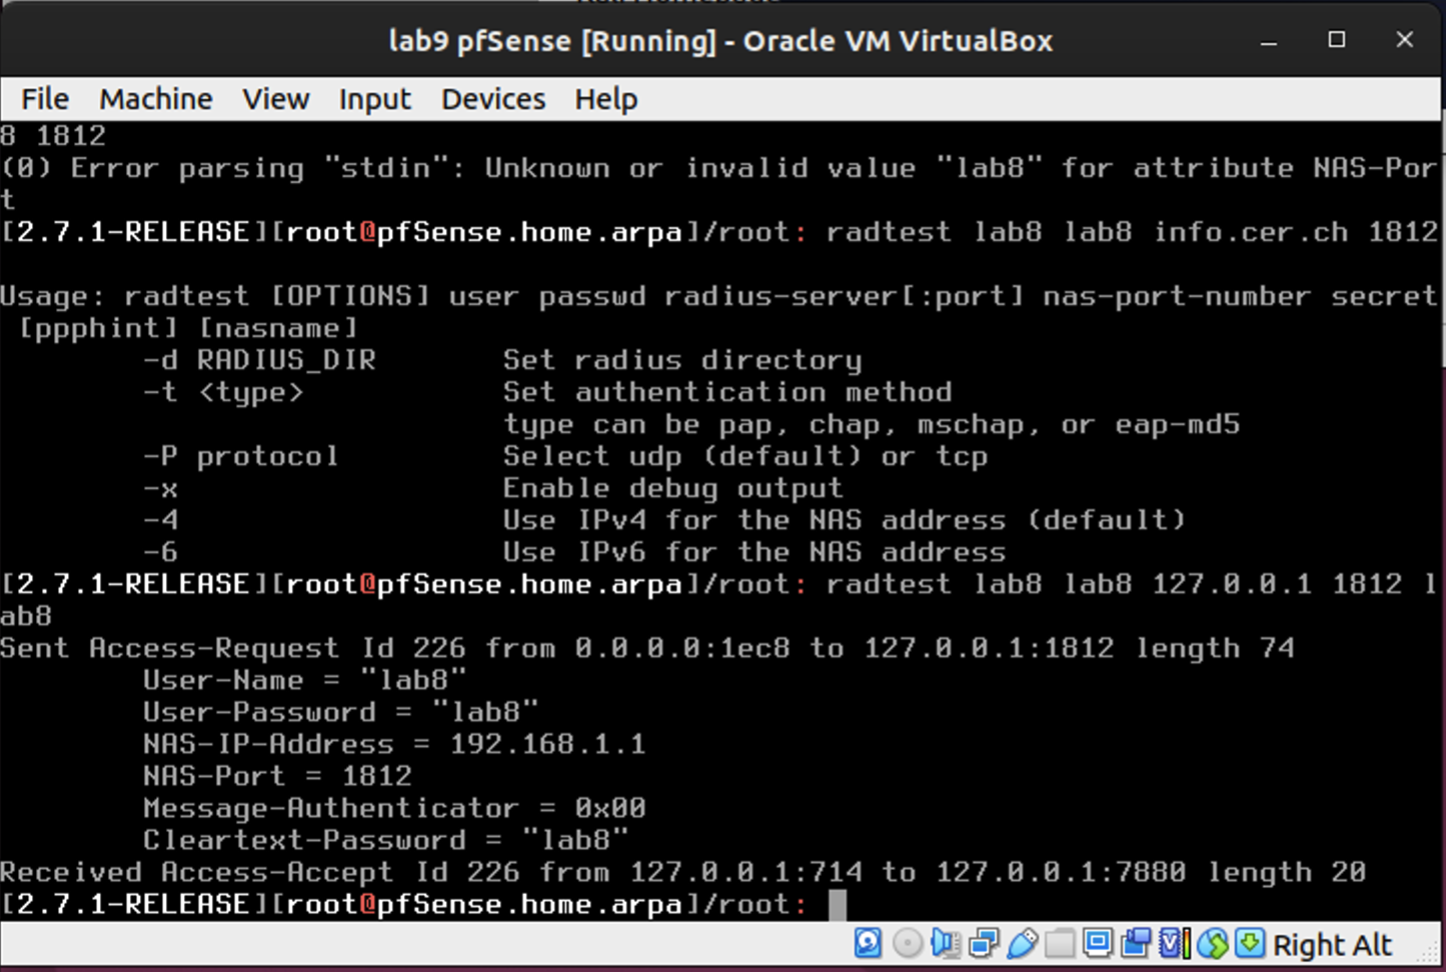 lab9 pfSense [Running] - Oracle VM VirtualBox
File Machine View Input Devices Help
8 1812
(0) Error parsing "stdin": Unknown or invalid value "lab8" for attribute NAS-Por
t
[2.7.1-RELEASE][root@pfSense.home.arpa]/root: radtest lab8 lab8 info.cer.ch 1812
Usage: radtest [OPTIONS] user passwd radius-server[:port] nas-port-number secret
[ppphint] [nasname]
-d RADIUS_DIR Set radius directory
-t <type> Set authentication method
type can be pap, chap, mschap, or eap-md5
-P protocol Select udp (default) or tcp
-x Enable debug output
-4 Use IPv4 for the NAS address (default)
-6 Use IPv6 for the NAS address
[2.7.1-RELEASE][root@pfSense.home.arpa]/root: radtest lab8 lab8 127.0.0.1 1812 l
ab8
Sent Access-Request Id 226 from 0.0.0.0:1ec8 to 127.0.0.1:1812 length 74
User-Name = "lab8"
User-Password = "lab8"
NAS-IP-Address = 192.168.1.1
NAS-Port = 1812
Message-Authenticator = 0x00
Cleartext-Password = "lab8"
Received Access-Accept Id 226 from 127.0.0.1:714 to 127.0.0.1:7880 length 20
[2.7.1-RELEASE][root@pfSense.home.arpa]/root:
Right Alt